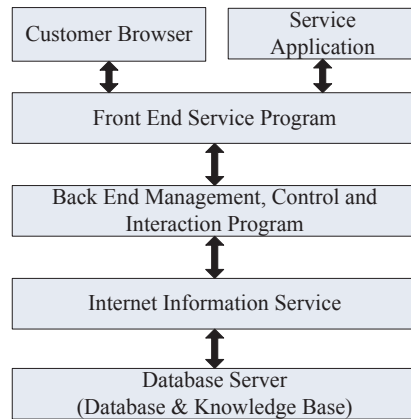 Customer Browser
Service
Application
Front End Service Program
Back End Management, Control and
Interaction Program
Internet Information Service
Database Server
(Database & Knowledge Base)